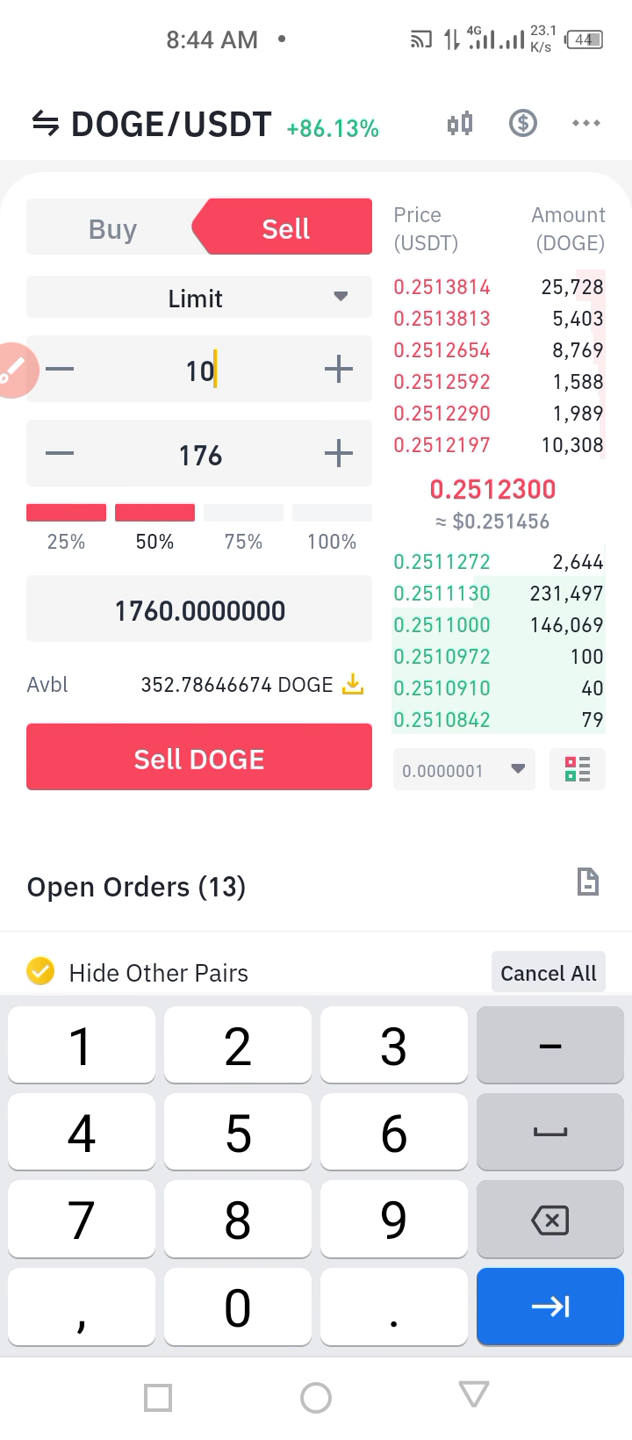 8:44 AM •
4G 23.1 K/s 44
DOGE/USDT +86.13%
Buy Sell
Limit
10
176
25% 50% 75% 100%
1760.0000000
Avbl 352.78646674 DOGE
Sell DOGE
Price (USDT) Amount (DOGE)
0.2513814 25,728
0.2513813 5,403
0.2512654 8,769
0.2512592 1,588
0.2512290 1,989
0.2512197 10,308
0.2512300
≈ $0.251456
0.2511272 2,644
0.2511130 231,497
0.2511000 146,069
0.2510972 100
0.2510910 40
0.2510842 79
0.0000001
Open Orders (13)
Hide Other Pairs Cancel All
1 2 3 –
4 5 6
7 8 9
, 0 .